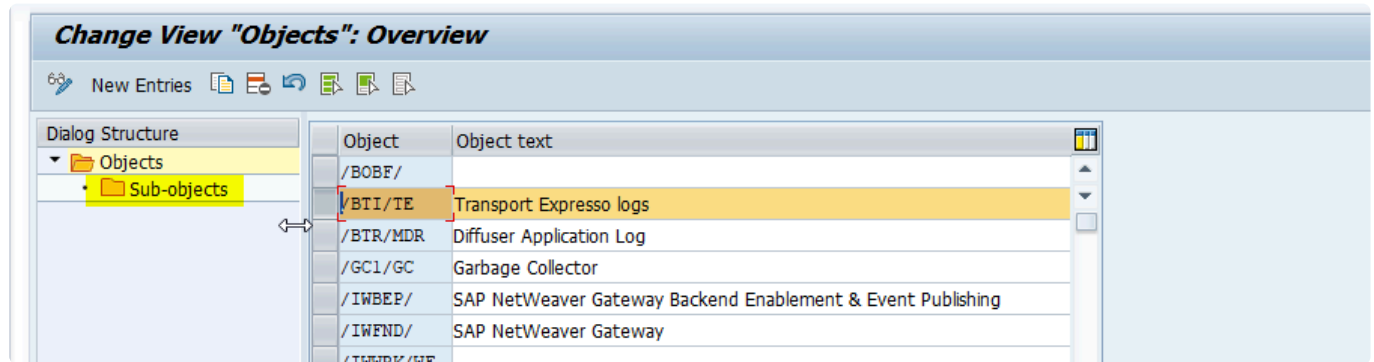 Change View "Objects": Overview
New Entries
Dialog Structure
Objects
Sub-objects
Object Object text
/BOBF/
/BTI/TE Transport Expresso logs
/BTR/MDR Diffuser Application Log
/GC1/GC Garbage Collector
/IWBEP/ SAP NetWeaver Gateway Backend Enablement & Event Publishing
/IWFND/ SAP NetWeaver Gateway